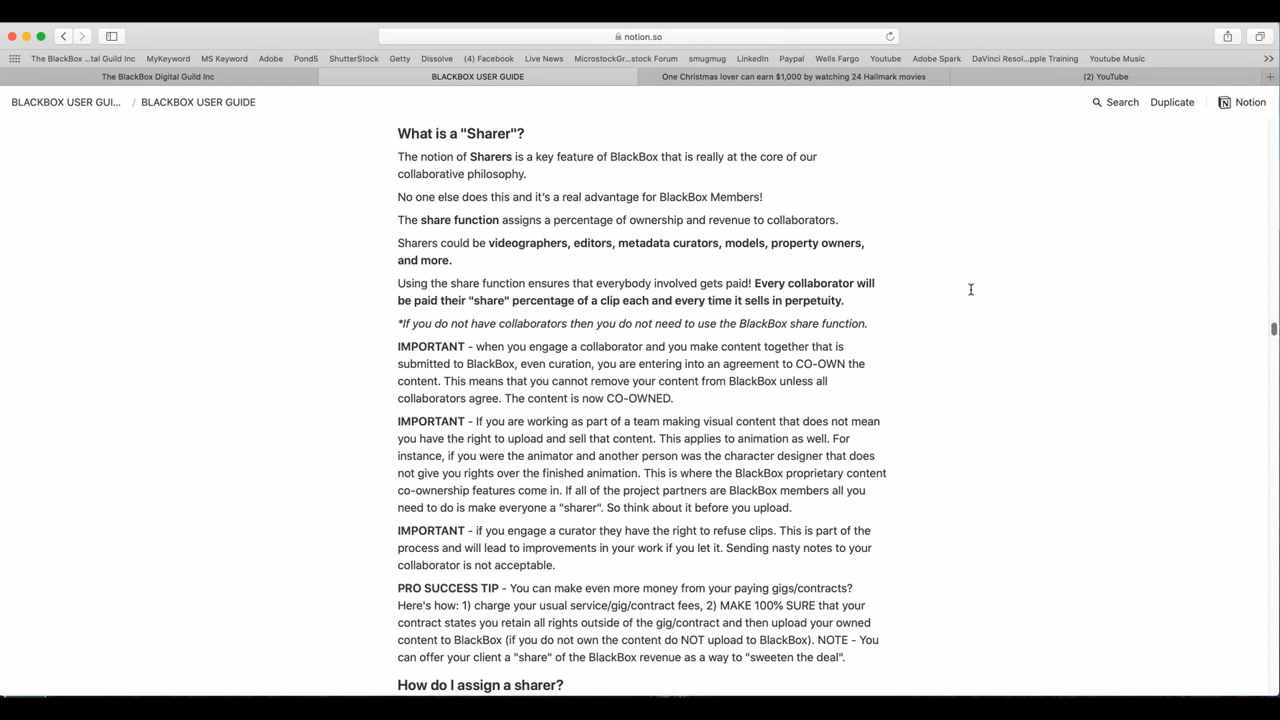 notion.so
The BlackBox ...tal Guild Inc MyKeyword MS Keyword Adobe Pond5 ShutterStock Getty Dissolve (4) Facebook Live News MicrostockGr...stock Forum smugmug LinkedIn Paypal Wells Fargo Youtube Adobe Spark DaVinci Resol...pple Training Youtube Music
The BlackBox Digital Guild Inc BLACKBOX USER GUIDE One Christmas lover can earn $1,000 by watching 24 Hallmark movies (2) YouTube
BLACKBOX USER GUI... / BLACKBOX USER GUIDE Search Duplicate Notion
What is a "Sharer"?
The notion of Sharers is a key feature of BlackBox that is really at the core of our
collaborative philosophy.
No one else does this and it's a real advantage for BlackBox Members!
The share function assigns a percentage of ownership and revenue to collaborators.
Sharers could be videographers, editors, metadata curators, models, property owners,
and more.
Using the share function ensures that everybody involved gets paid! Every collaborator will
be paid their "share" percentage of a clip each and every time it sells in perpetuity.
*If you do not have collaborators then you do not need to use the BlackBox share function.
IMPORTANT - when you engage a collaborator and you make content together that is
submitted to BlackBox, even curation, you are entering into an agreement to CO-OWN the
content. This means that you cannot remove your content from BlackBox unless all
collaborators agree. The content is now CO-OWNED.
IMPORTANT - If you are working as part of a team making visual content that does not mean
you have the right to upload and sell that content. This applies to animation as well. For
instance, if you were the animator and another person was the character designer that does
not give you rights over the finished animation. This is where the BlackBox proprietary content
co-ownership features come in. If all of the project partners are BlackBox members all you
need to do is make everyone a "sharer". So think about it before you upload.
IMPORTANT - if you engage a curator they have the right to refuse clips. This is part of the
process and will lead to improvements in your work if you let it. Sending nasty notes to your
collaborator is not acceptable.
PRO SUCCESS TIP - You can make even more money from your paying gigs/contracts?
Here's how: 1) charge your usual service/gig/contract fees, 2) MAKE 100% SURE that your
contract states you retain all rights outside of the gig/contract and then upload your owned
content to BlackBox (if you do not own the content do NOT upload to BlackBox). NOTE - You
can offer your client a "share" of the BlackBox revenue as a way to "sweeten the deal".
How do I assign a sharer?